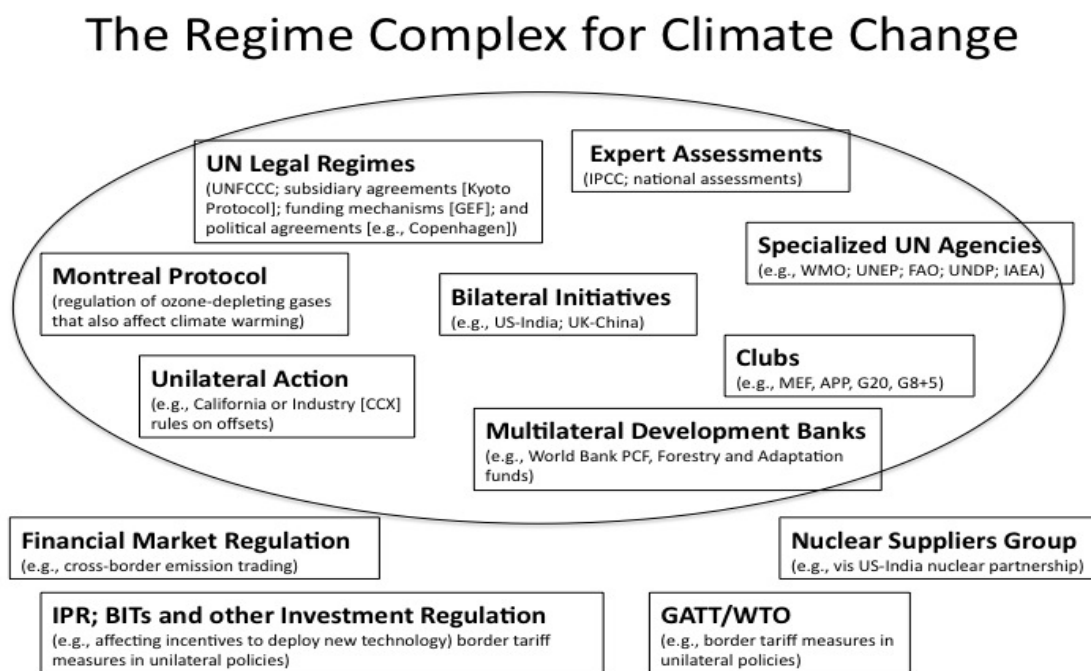 The Regime Complex for Climate Change
UN Legal Regimes
(UNFCCC; subsidiary agreements [Kyoto
Protocol]; funding mechanisms [GEF]; and
political agreements [e.g., Copenhagen])
Expert Assessments
(IPCC; national assessments)
Specialized UN Agencies
(e.g., WMO; UNEP; FAO; UNDP; IAEA)
Montreal Protocol
(regulation of ozone-depleting gases
that also affect climate warming)
Bilateral Initiatives
(e.g., US-India; UK-China)
Clubs
(e.g., MEF, APP, G20, G8+5)
Unilateral Action
(e.g., California or Industry [CCX]
rules on offsets)
Multilateral Development Banks
(e.g., World Bank PCF, Forestry and Adaptation
funds)
Financial Market Regulation
(e.g., cross-border emission trading)
Nuclear Suppliers Group
(e.g., vis US-India nuclear partnership)
IPR; BITs and other Investment Regulation
(e.g., affecting incentives to deploy new technology) border tariff
measures in unilateral policies)
GATT/WTO
(e.g., border tariff measures in
unilateral policies)